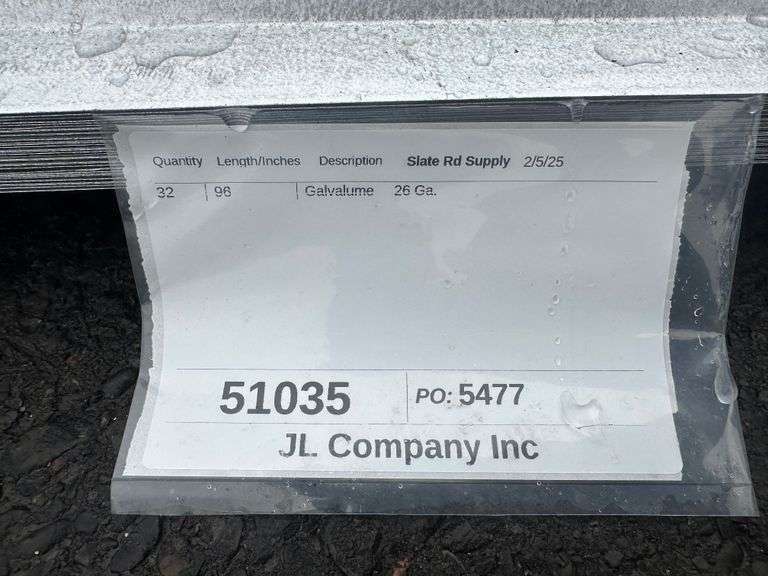 Quantity Length/Inches Description Slate Rd Supply 2/5/25
32 96 Galvalume 26 Ga.
51035 PO: 5477
JL Company Inc